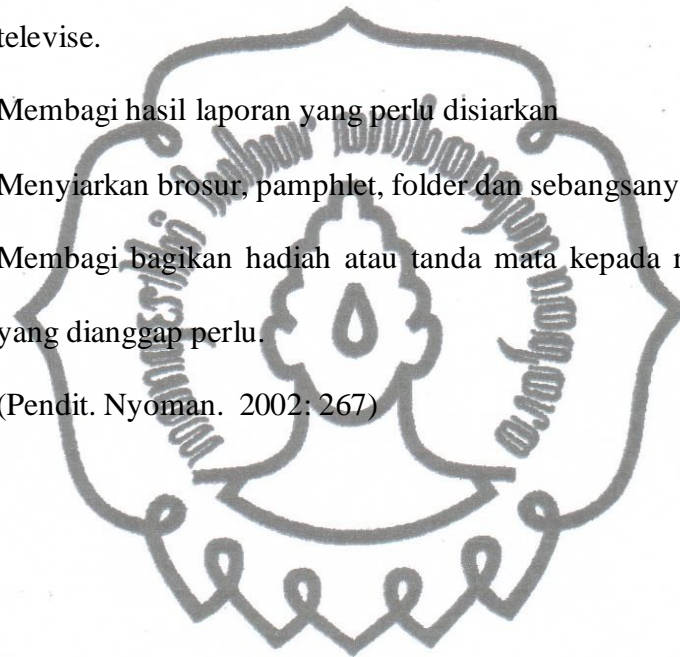 televise.
Membagi hasil laporan yang perlu disiarkan
Menyiarkan brosur, pamphlet, folder dan sebangsany
Membagi bagikan hadiah atau tanda mata kepada
yang dianggap perlu.
(Pendit. Nyoman. 2002: 267)